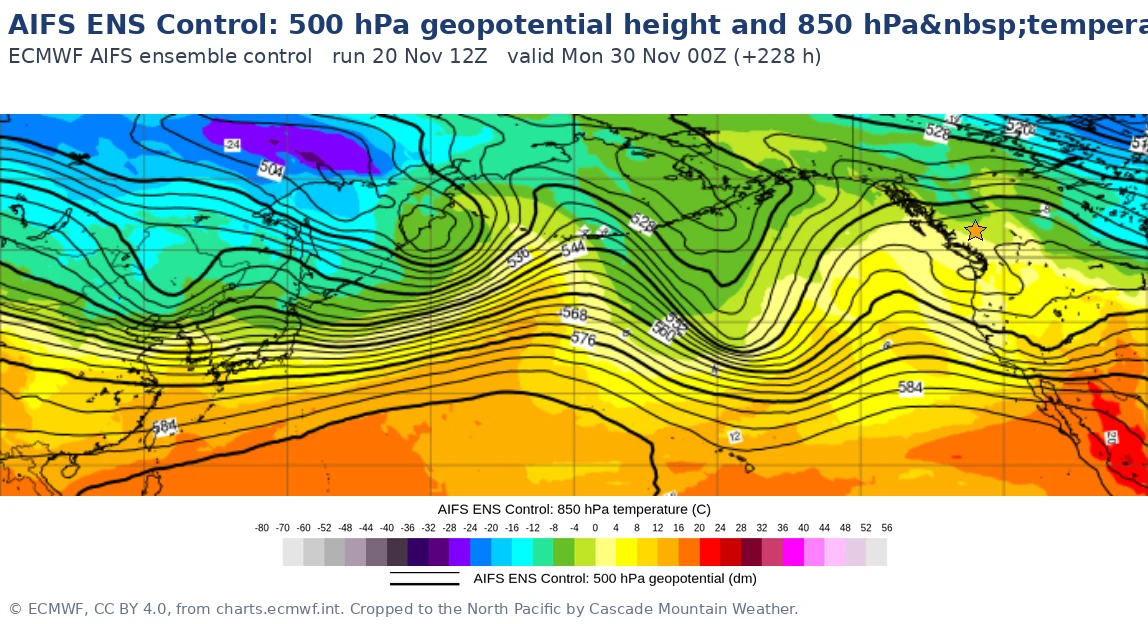 AIFS ENS Control: 500 hPa geopotential height and 850 hPa&nbsp;tempera
ECMWF AIFS ensemble control run 20 Nov 12Z valid Mon 30 Nov 00Z (+228 h)
-24
504
528
520
528
536
544
568
576
560
8
584
584
12
20
AIFS ENS Control: 850 hPa temperature (C)
-80 -70 -60 -52 -48 -44 -40 -36 -32 -28 -24 -20 -16 -12 -8 -4 0 4 8 12 16 20 24 28 32 36 40 44 48 52 56
AIFS ENS Control: 500 hPa geopotential (dm)
© ECMWF, CC BY 4.0, from charts.ecmwf.int. Cropped to the North Pacific by Cascade Mountain Weather.